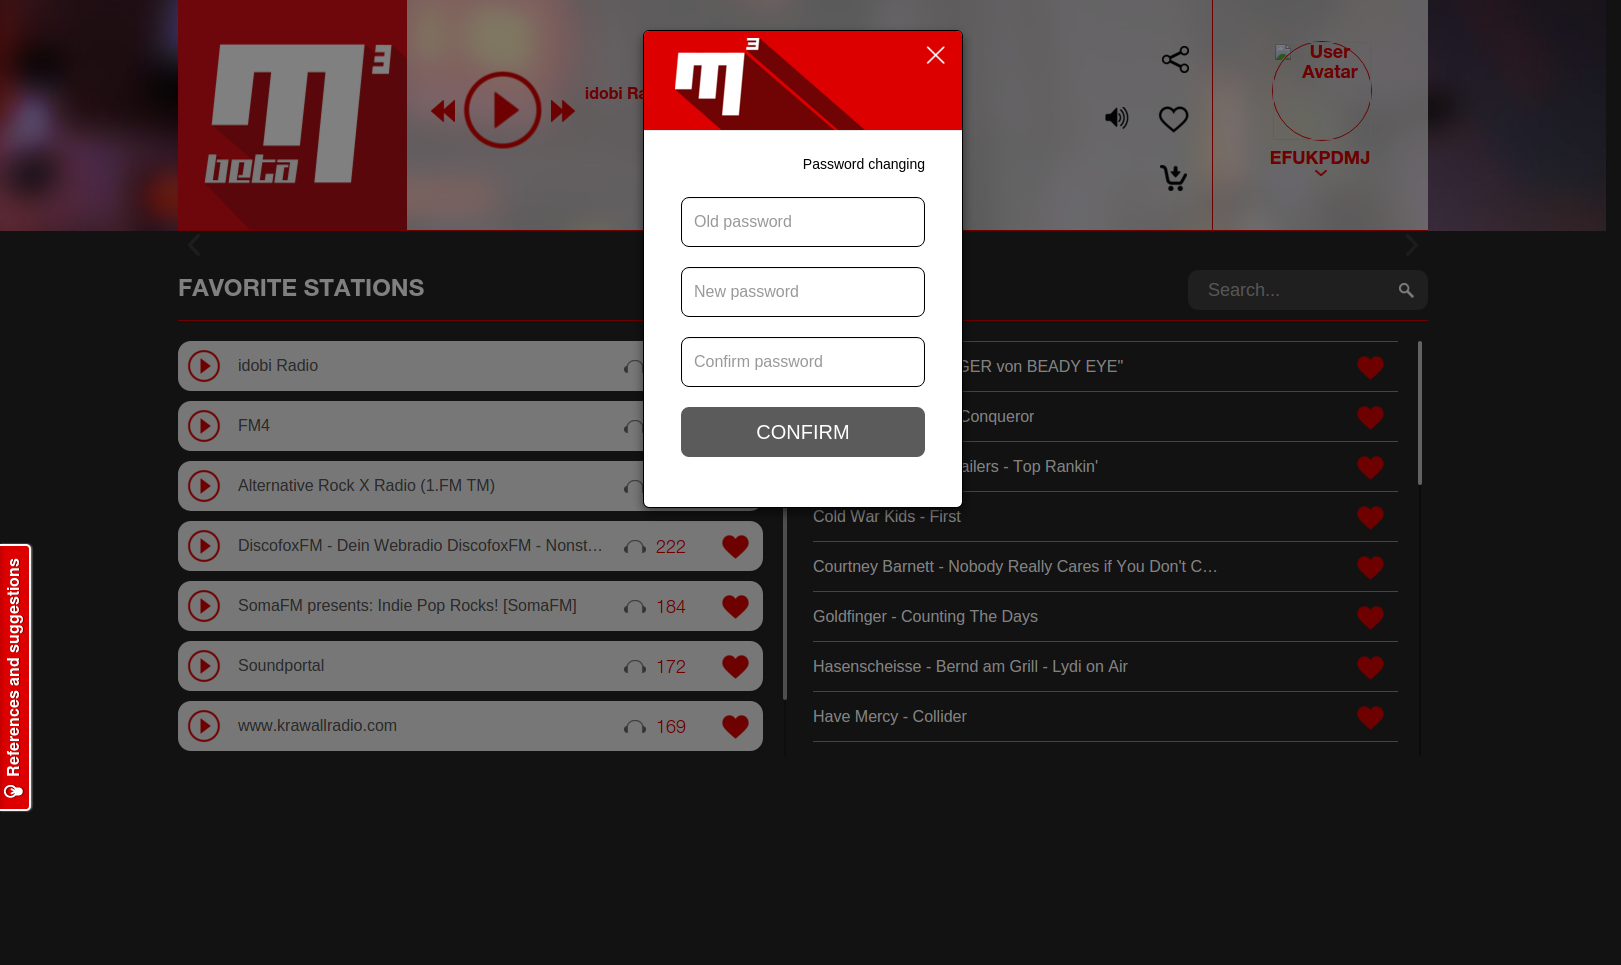 m3
beta
idobi Ra
m3
User
Avatar
EFUKPDMJ
Password changing
Old password
New password
Confirm password
CONFIRM
FAVORITE STATIONS
Search...
idobi Radio
FM4
Alternative Rock X Radio (1.FM TM)
DiscofoxFM - Dein Webradio DiscofoxFM - Nonst...
222
SomaFM presents: Indie Pop Rocks! [SomaFM]
184
Soundportal
172
www.krawallradio.com
169
GER von BEADY EYE"
Conqueror
ailers - Top Rankin'
Cold War Kids - First
Courtney Barnett - Nobody Really Cares if You Don't C...
Goldfinger - Counting The Days
Hasenscheisse - Bernd am Grill - Lydi on Air
Have Mercy - Collider
References and suggestions